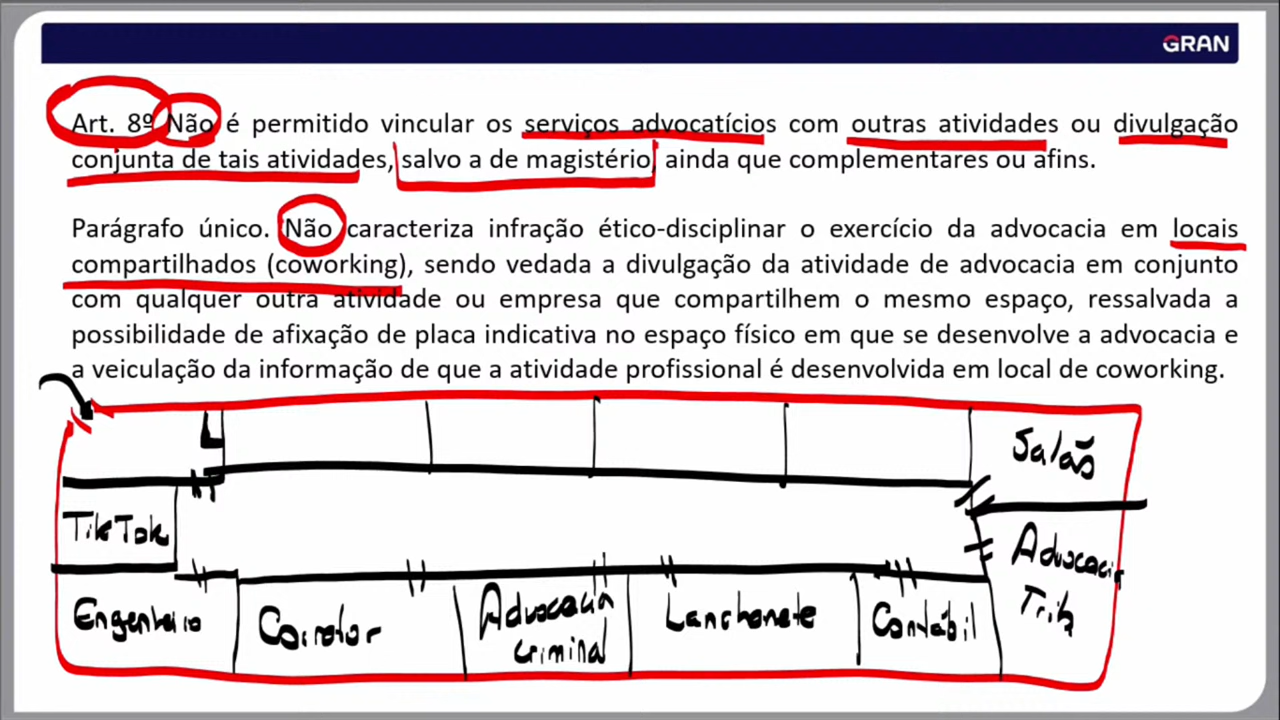 GRAN
Art. 8º Não é permitido vincular os serviços advocatícios com outras atividades ou divulgação
conjunta de tais atividades, salvo a de magistério, ainda que complementares ou afins.
Parágrafo único. Não caracteriza infração ético-disciplinar o exercício da advocacia em locais
compartilhados (coworking), sendo vedada a divulgação da atividade de advocacia em conjunto
com qualquer outra atividade ou empresa que compartilhem o mesmo espaço, ressalvada a
possibilidade de afixação de placa indicativa no espaço físico em que se desenvolve a advocacia e
a veiculação da informação de que a atividade profissional é desenvolvida em local de coworking.
Salão
TikTok
Advocacia
Trib
Engenheiro
Corretor
Advocacia
Criminal
Lanchonete
Contábil